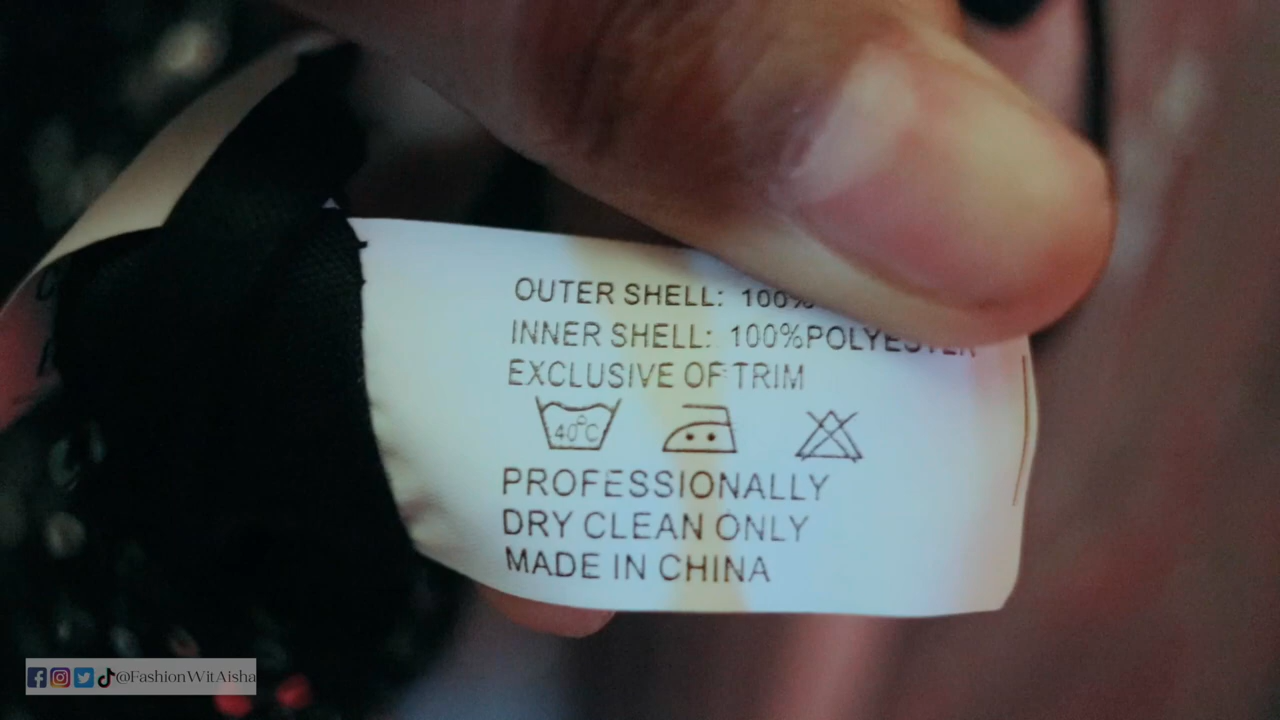 OUTER SHELL: 100%
INNER SHELL: 100%POLYESTER
EXCLUSIVE OF TRIM
40°C
PROFESSIONALLY
DRY CLEAN ONLY
MADE IN CHINA
@FashionWitAisha